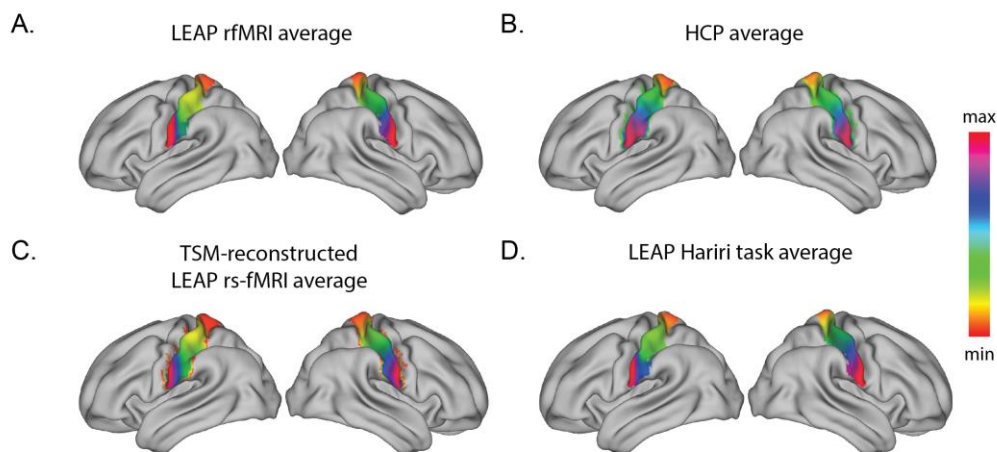 A.
LEAP rfMRI average
B.
HCP average
max
min
C.
TSM-reconstructed
LEAP rs-fMRI average
D.
LEAP Hariri task average